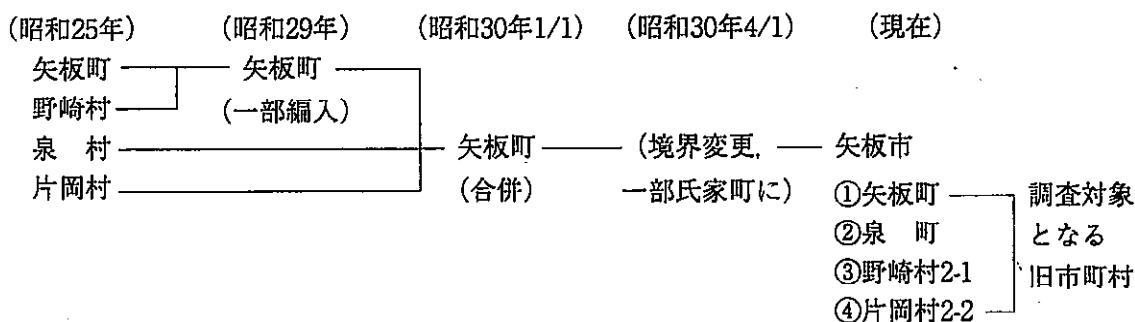 (昭和25年) (昭和29年) (昭和30年1/1) (昭和30年4/1) (現在)
矢板町 矢板町
野崎村 (一部編入)
泉 村 矢板町 (境界変更, 矢板市
片岡村 (合併) 一部氏家町に) ①矢板町 調査対象
②泉 町 となる
③野崎村2-1 旧市町村
④片岡村2-2